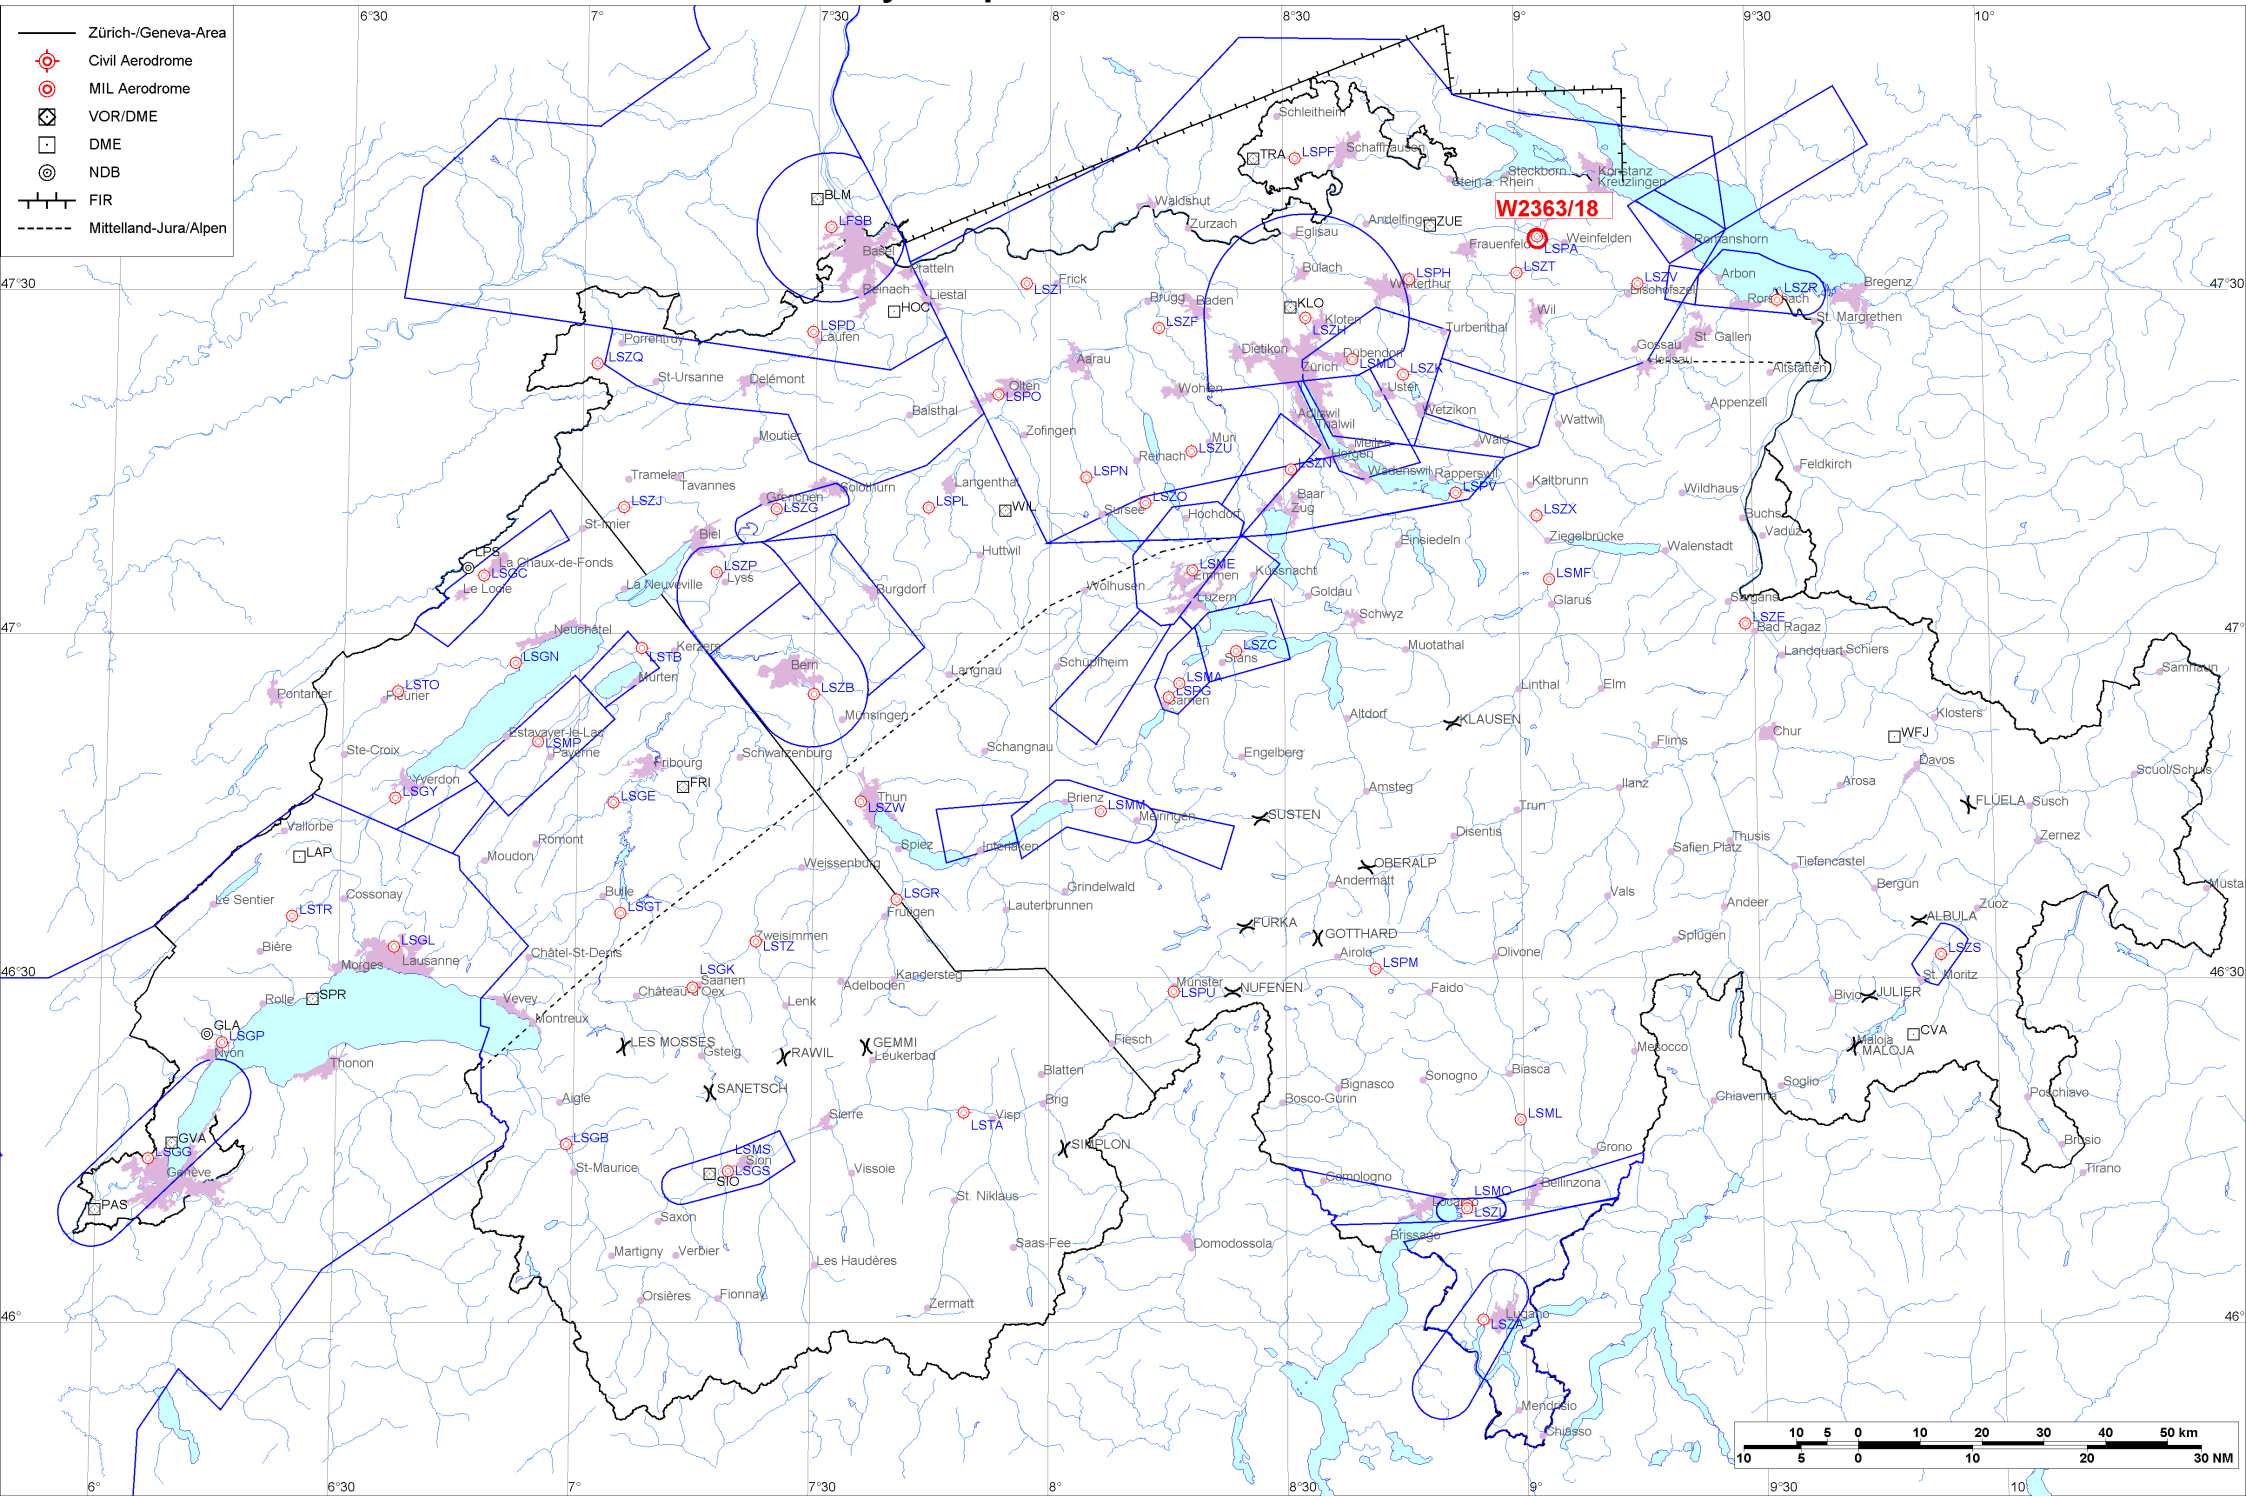 6°30
7°
7°30
8°
8°30
9°
9°30
10°
Zürich-/Geneva-Area
Civil Aerodrome
MIL Aerodrome
VOR/DME
DME
NDB
FIR
Mittelland-Jura/Alpen
Schleitheim
TRA
LSPF
Schaffhausen
Steckborn
Stein a. Rhein
Konstanz
Kreuzlingen
BLM
LFSB
Basel
Waldshut
Zurzach
Eglisau
Andelfingen
ZUE
W2363/18
LSPA
Weinfelden
Frauenfeld
Romanshorn
47°30
Pratteln
Reinach
Liestal
HOC
LSZI
Frick
Bülach
LSPH
Winterthur
LSZT
LSZV
Bischofszell
Arbon
LSZR
Rorschach
Bregenz
47°30
St. Margrethen
LSPD
Laufen
Brugg
Baden
LSZF
KLO
Kloten
LSZH
Wil
Turbenthal
St. Gallen
Gossau
Herisau
Altstätten
Porrentruy
LSZQ
St-Ursanne
Delémont
Aarau
Dietikon
Zürich
Dübendorf
LSMD
LSZK
Uster
Olten
LSPO
Wohlen
Wetzikon
Appenzell
Balsthal
Adliswil
Thalwil
Wattwil
Moutier
Zofingen
Muri
LSZU
Meilen
Horgen
Wald
Reinach
LSZN
Wädenswil
Rapperswil
LSPV
Kaltbrunn
Feldkirch
Tramelan
Tavannes
LSPN
Wildhaus
Grenchen
Solothurn
LSZG
LSZJ
LSPL
Langenthal
WIL
LSZO
Sursee
Hochdorf
Baar
Zug
LSZX
Buchs
Vaduz
St-Imier
Biel
Ziegelbrücke
Walenstadt
Einsiedeln
LPS
La Chaux-de-Fonds
LSGC
Le Locle
LSZP
Lyss
Huttwil
La Neuveville
Burgdorf
LSME
Emmen
Küssnacht
Wolhusen
Luzern
Goldau
LSMF
Glarus
Sargans
LSZE
Bad Ragaz
Schwyz
47°
47°
Neuchâtel
LSGN
LSTB
Kerzers
Murten
Bern
LSZB
Langnau
Schüpfheim
LSZC
Stans
Muotathal
Landquart
Schiers
Samnaun
Pontarlier
LSTO
Fleurier
LSMA
LSPG
Sarnen
Linthal
Elm
Münsingen
Altdorf
KLAUSEN
Klosters
Estavayer-le-Lac
LSMP
Payerne
Ste-Croix
Schwarzenburg
Schangnau
Engelberg
Flims
Chur
WFJ
Davos
Yverdon
LSGY
Fribourg
FRI
LSGE
Thun
LSZW
Brienz
LSMM
Meiringen
Amsteg
SUSTEN
Ilanz
Trun
Arosa
Scuol/Schuls
FLÜELA
Susch
Vallorbe
LAP
Romont
Moudon
Spiez
Interlaken
Disentis
Thusis
Safien Platz
Zernez
Weissenburg
OBERALP
Andermatt
Tiefencastel
Bergün
Le Sentier
Cossonay
Bulle
LSGR
Frutigen
Grindelwald
Lauterbrunnen
Vals
Andeer
Müstai
LSTR
LSGT
FURKA
GOTTHARD
ALBULA
Zuoz
Bière
LSGL
Lausanne
Morges
Zweisimmen
LSTZ
Châtel-St-Denis
Airolo
LSPM
Olivone
Splügen
LSZS
46°30
46°30
LSGK
Saanen
Château-d'Oex
Kandersteg
Adelboden
Münster
LSPU
NUFENEN
Faido
St. Moritz
Bivio
JULIER
Rolle
SPR
Vevey
Montreux
Lenk
GLA
LSGP
Nyon
Thonon
LES MOSSES
Gsteig
RAWIL
GEMMI
Leukerbad
Fiesch
Mesocco
CVA
Maloja
MALOJA
SANETSCH
Blatten
Brig
Bignasco
Sonogno
Biasca
Soglio
Chiavenna
Poschiavo
Aigle
Sierre
LSTA
Visp
Bosco-Gurin
LSML
GVA
LSGG
Genève
LSGB
LSMS
Sion
LSGS
SIO
SIMPLON
Grono
Brusio
Tirano
St-Maurice
Vissoie
Comologno
PAS
St. Niklaus
LSMO
Locarno
LSZL
Bellinzona
Saxon
Brissago
Martigny
Verbier
Les Haudères
Saas-Fee
Domodossola
Orsières
Fionnay
Zermatt
46°
46°
Lugano
LSZA
Mendrisio
Chiasso
10 5 0 10 20 30 40 50 km
10 5 0 10 20 30 NM
6°
6°30
7°
7°30
8°
8°30
9°
9°30
10°